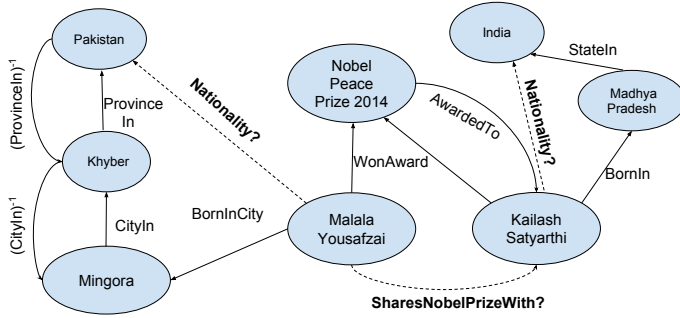 Pakistan
India
StateIn
Nobel
Peace
Prize 2014
Madhya
Pradesh
(ProvinceIn)⁻¹
Province
In
Nationality?
AwardedTo
Nationality?
Khyber
WonAward
BornIn
(CityIn)⁻¹
CityIn
BornInCity
Malala
Yousafzai
Kailash
Satyarthi
Mingora
SharesNobelPrizeWith?